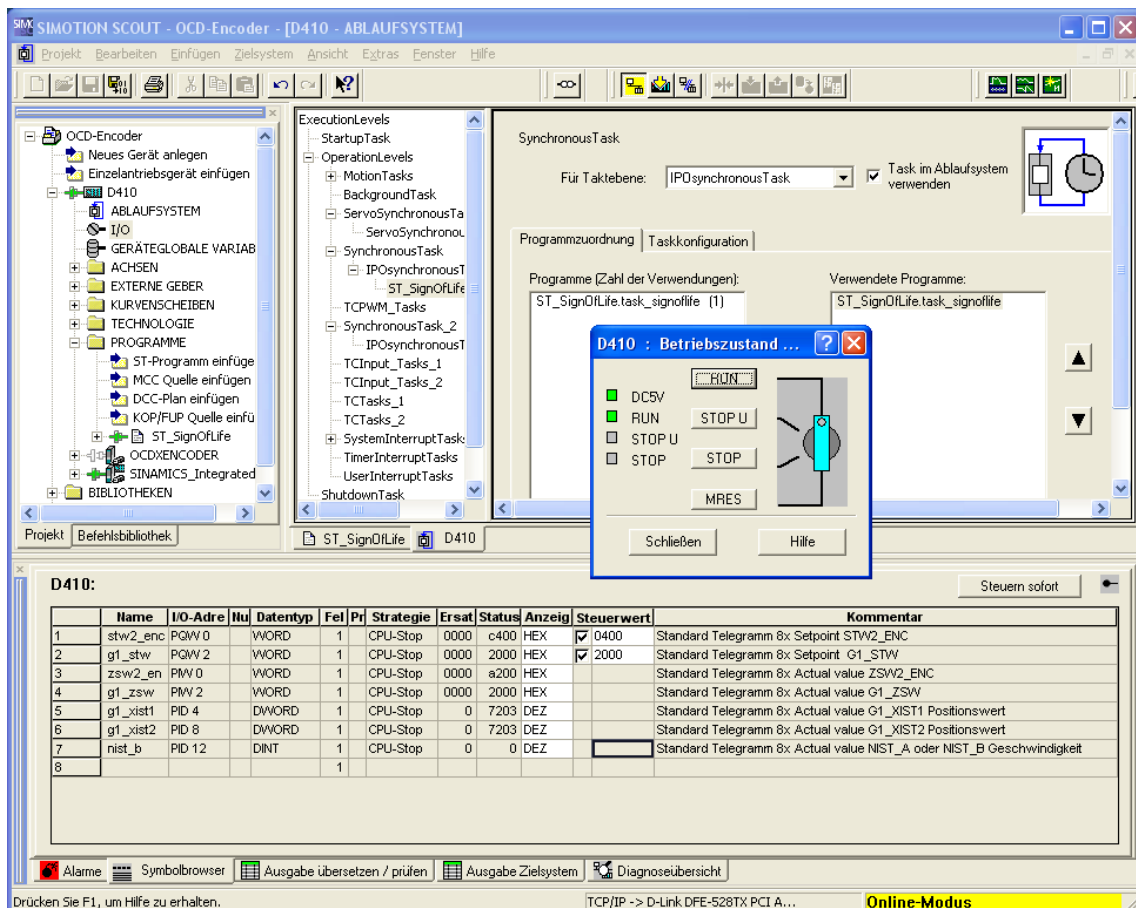 SIMOTION SCOUT - OCD-Encoder - [D410 - ABLAUFSYSTEM]
Projekt Bearbeiten Einfügen Zielsystem Ansicht Extras Fenster Hilfe
OCD-Encoder
Neues Gerät anlegen
Einzelantriebsgerät einfügen
D410
ABLAUFSYSTEM
I/O
GERÄTEGLOBALE VARIAB
ACHSEN
EXTERNE GEBER
KURVENSCHEIBEN
TECHNOLOGIE
PROGRAMME
ST-Programm einfüge
MCC Quelle einfügen
DCC-Plan einfügen
KOP/FUP Quelle einfü
ST_SignOfLife
OCDXENCODER
SINAMICS_Integrated
BIBLIOTHEKEN
Projekt Befehlsbibliothek
ExecutionLevels
StartupTask
OperationLevels
MotionTasks
BackgroundTask
ServoSynchronousTa
ServoSynchronou
SynchronousTask
IPOsynchronousT
ST_SignOfLife
TCPWM_Tasks
SynchronousTask_2
IPOsynchronousT
TCInput_Tasks_1
TCInput_Tasks_2
TCTasks_1
TCTasks_2
SystemInterruptTask
TimerInterruptTasks
UserInterruptTasks
ShutdownTask
ST_SignOfLife D410
SynchronousTask
Für Taktebene: IPOsynchronousTask Task im Ablaufsystem verwenden
Programmzuordnung Taskkonfiguration
Programme (Zahl der Verwendungen): Verwendete Programme:
ST_SignOfLife.task_signoflife (1) ST_SignOfLife.task_signoflife
D410 : Betriebszustand ...
RUN
DC5V
RUN STOP U
STOP U
STOP STOP
MRES
Schließen Hilfe
D410: Steuern sofort
Name I/O-Adre Nu Datentyp Fel Pr Strategie Ersat Status Anzeig Steuerwert Kommentar
1 stw2_enc PQW 0 WORD 1 CPU-Stop 0000 c400 HEX 0400 Standard Telegramm 8x Setpoint STW2_ENC
2 g1_stw PQW 2 WORD 1 CPU-Stop 0000 2000 HEX 2000 Standard Telegramm 8x Setpoint G1_STW
3 zsw2_en PIW 0 WORD 1 CPU-Stop 0000 a200 HEX Standard Telegramm 8x Actual value ZSW2_ENC
4 g1_zsw PIW 2 WORD 1 CPU-Stop 0000 2000 HEX Standard Telegramm 8x Actual value G1_ZSW
5 g1_xist1 PID 4 DWORD 1 CPU-Stop 0 7203 DEZ Standard Telegramm 8x Actual value G1_XIST1 Positionswert
6 g1_xist2 PID 8 DWORD 1 CPU-Stop 0 7203 DEZ Standard Telegramm 8x Actual value G1_XIST2 Positionswert
7 nist_b PID 12 DINT 1 CPU-Stop 0 0 DEZ Standard Telegramm 8x Actual value NIST_A oder NIST_B Geschwindigkeit
8 1
Alarme Symbolbrowser Ausgabe übersetzen / prüfen Ausgabe Zielsystem Diagnoseübersicht
Drücken Sie F1, um Hilfe zu erhalten. TCP/IP -> D-Link DFE-528TX PCI A... Online-Modus